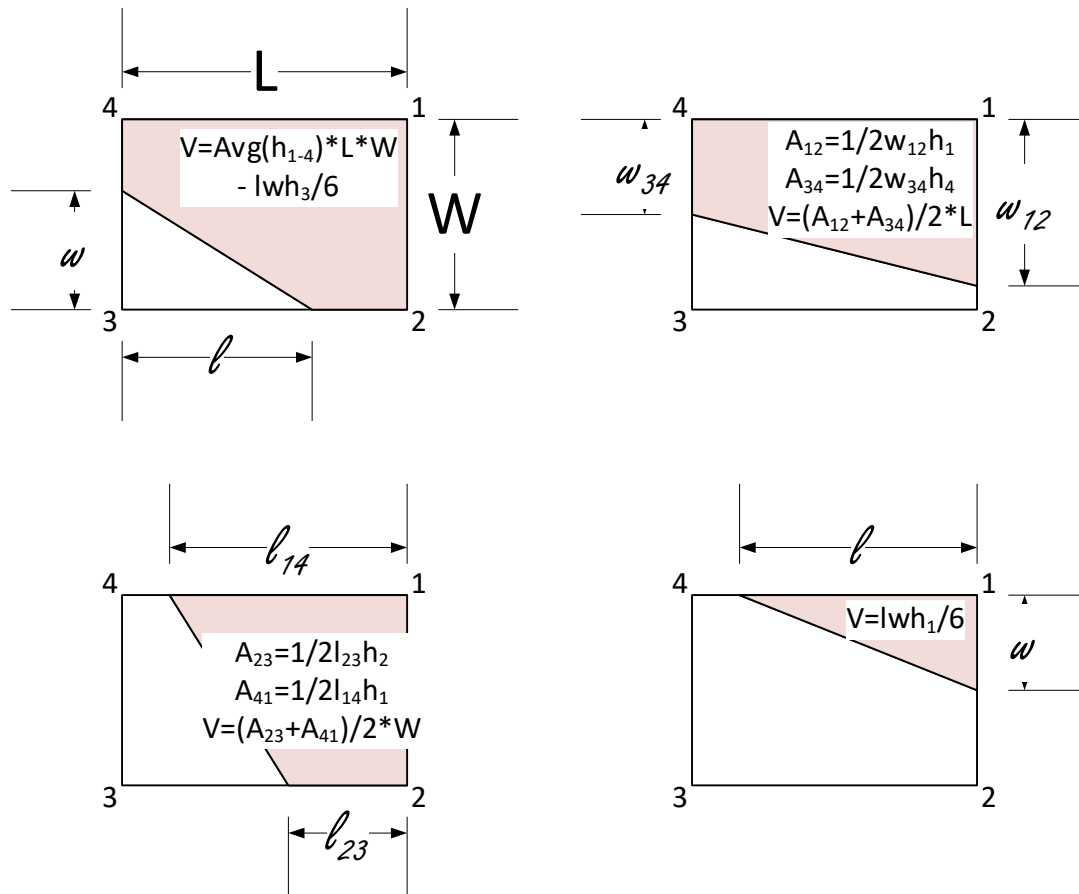 L
4
1
V=Avg(h₁₋₄)*L*W
- lwh₃/6
w
W
3
2
ℓ
4
1
A₁₂=1/2w₁₂h₁
A₃₄=1/2w₃₄h₄
V=(A₁₂+A₃₄)/2*L
w₃₄
w₁₂
3
2
ℓ₁₄
4
1
A₂₃=1/2l₂₃h₂
A₄₁=1/2l₁₄h₁
V=(A₂₃+A₄₁)/2*W
3
2
ℓ₂₃
ℓ
4
1
V=lwh₁/6
w
3
2